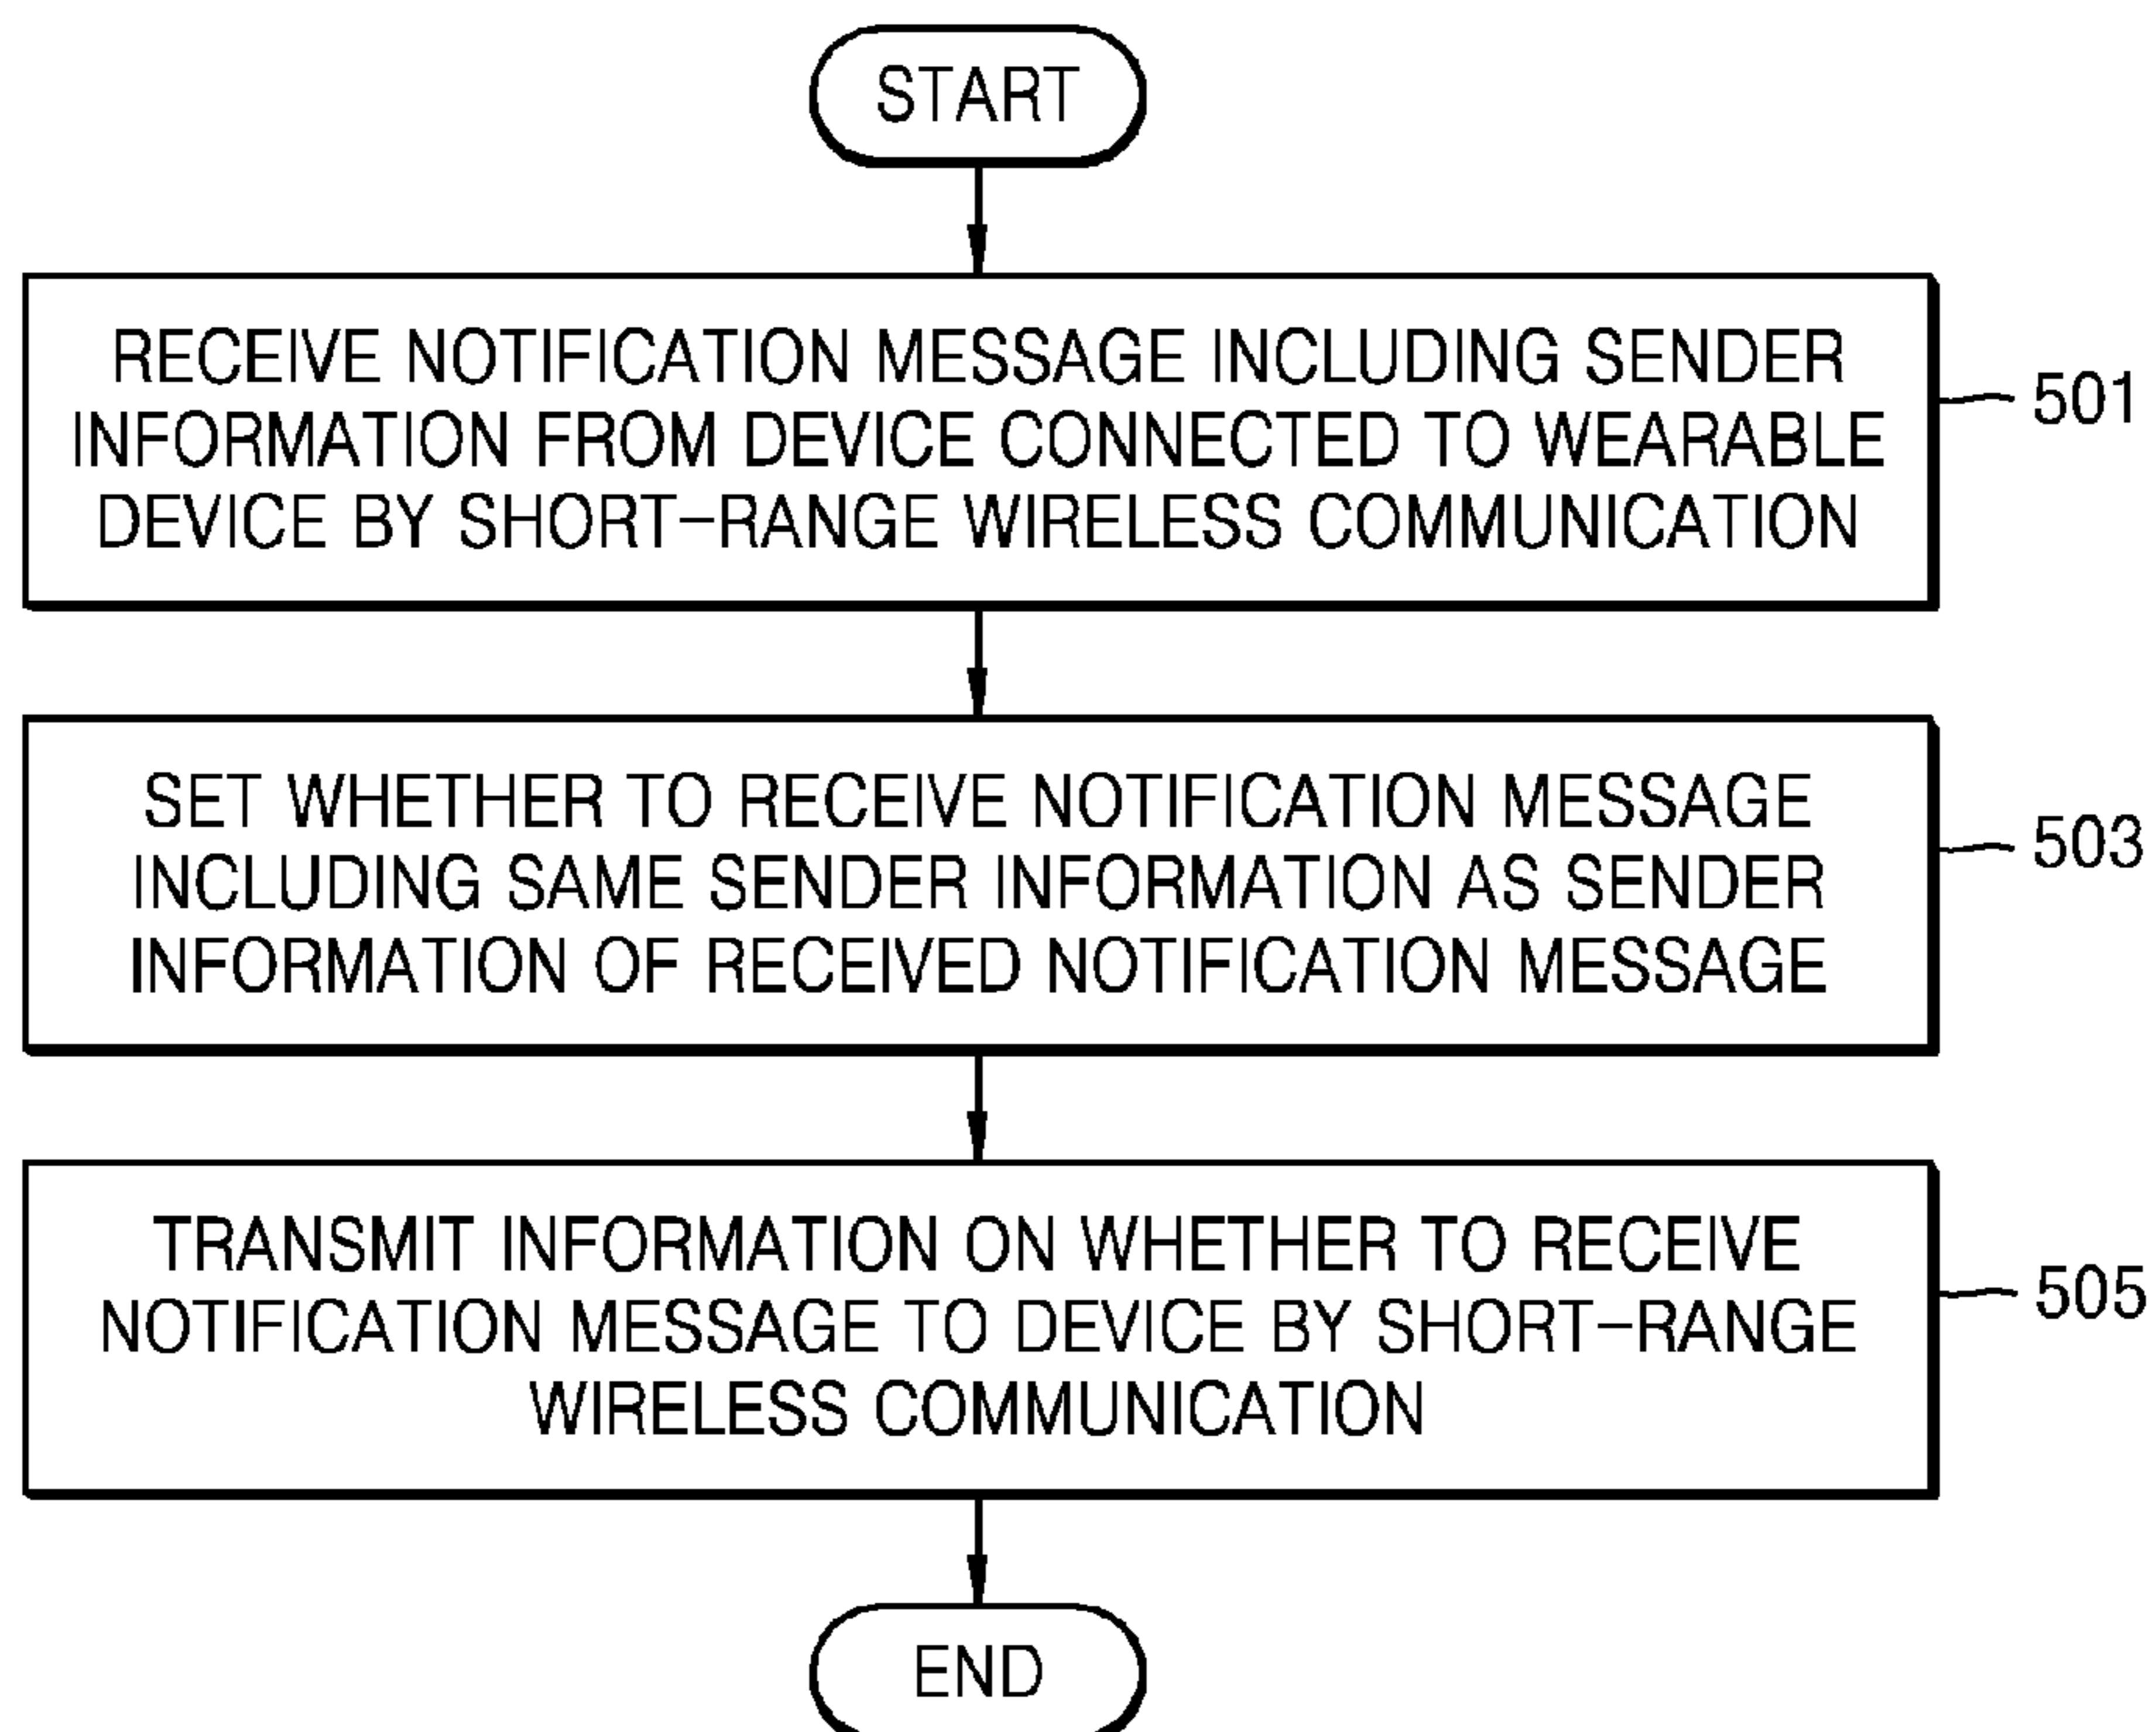 START
RECEIVE NOTIFICATION MESSAGE INCLUDING SENDER
INFORMATION FROM DEVICE CONNECTED TO WEARABLE
DEVICE BY SHORT-RANGE WIRELESS COMMUNICATION
501
SET WHETHER TO RECEIVE NOTIFICATION MESSAGE
INCLUDING SAME SENDER INFORMATION AS SENDER
INFORMATION OF RECEIVED NOTIFICATION MESSAGE
503
TRANSMIT INFORMATION ON WHETHER TO RECEIVE
NOTIFICATION MESSAGE TO DEVICE BY SHORT-RANGE
WIRELESS COMMUNICATION
505
END